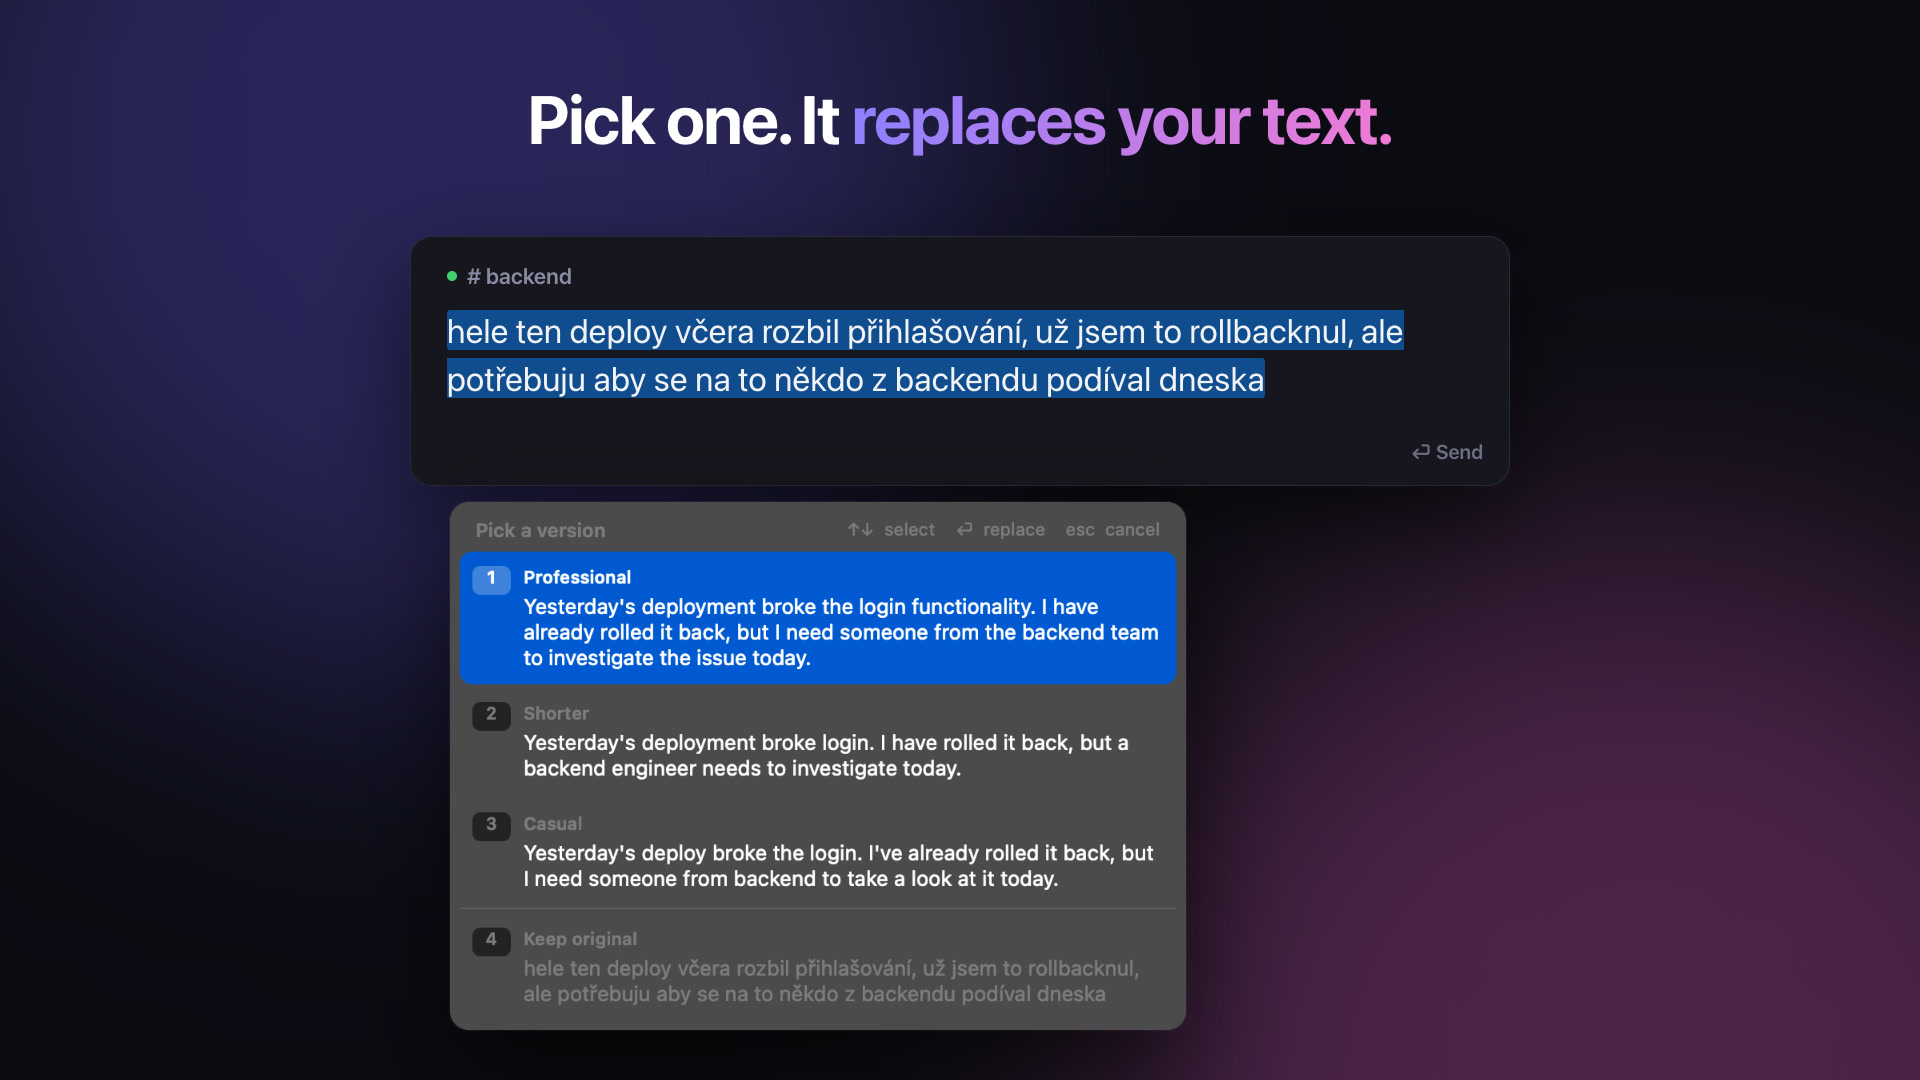 Pick one. It replaces your text.
# backend
hele ten deploy včera rozbil přihlašování, už jsem to rollbacknul, ale
potřebuju aby se na to někdo z backendu podíval dneska
⏎ Send
Pick a version ↑↓ select ⏎ replace esc cancel
1 Professional
Yesterday's deployment broke the login functionality. I have
already rolled it back, but I need someone from the backend team
to investigate the issue today.
2 Shorter
Yesterday's deployment broke login. I have rolled it back, but a
backend engineer needs to investigate today.
3 Casual
Yesterday's deploy broke the login. I've already rolled it back, but
I need someone from backend to take a look at it today.
4 Keep original
hele ten deploy včera rozbil přihlašování, už jsem to rollbacknul,
ale potřebuju aby se na to někdo z backendu podíval dneska